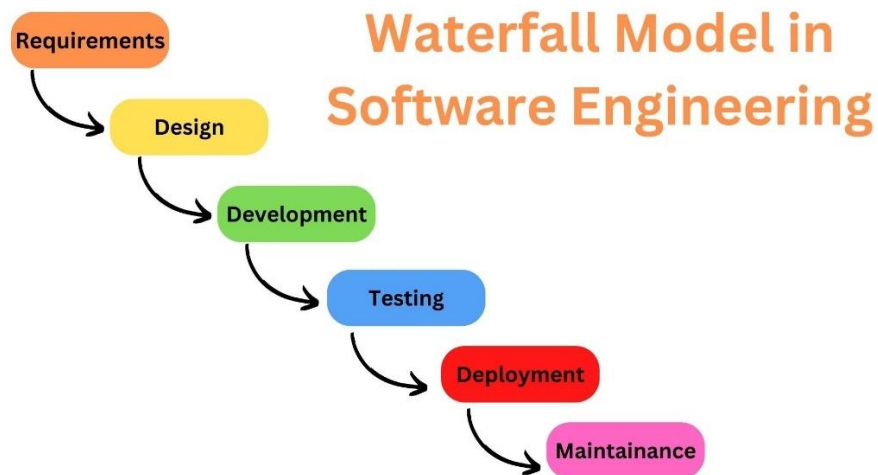 Waterfall Model in
Software Engineering
Requirements
Design
Development
Testing
Deployment
Maintainance